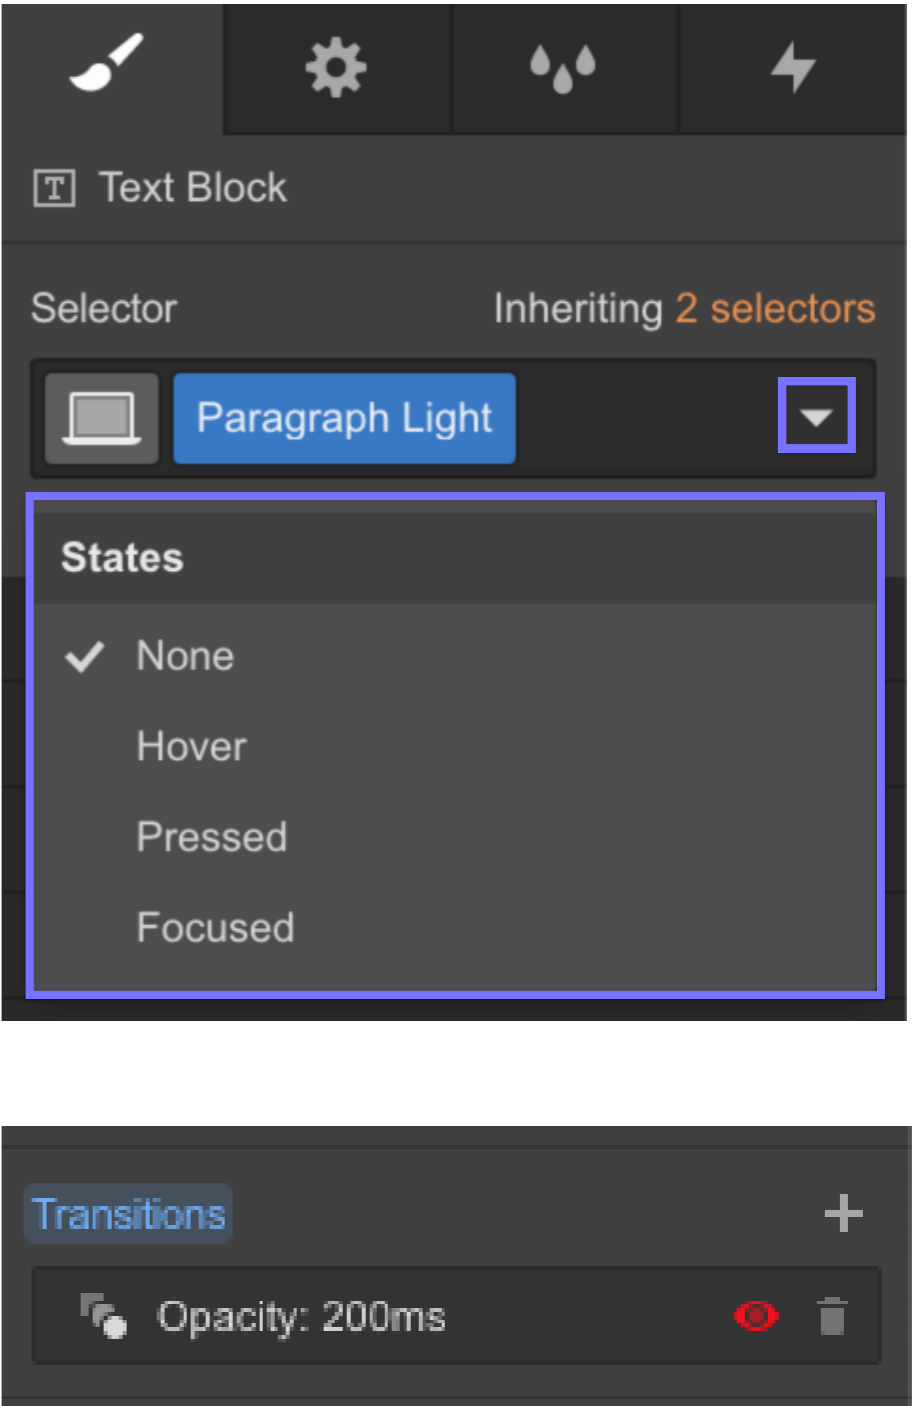 Text Block
Selector
Inheriting 2 selectors
Paragraph Light
States
None
Hover
Pressed
Focused
Transitions
Opacity: 200ms